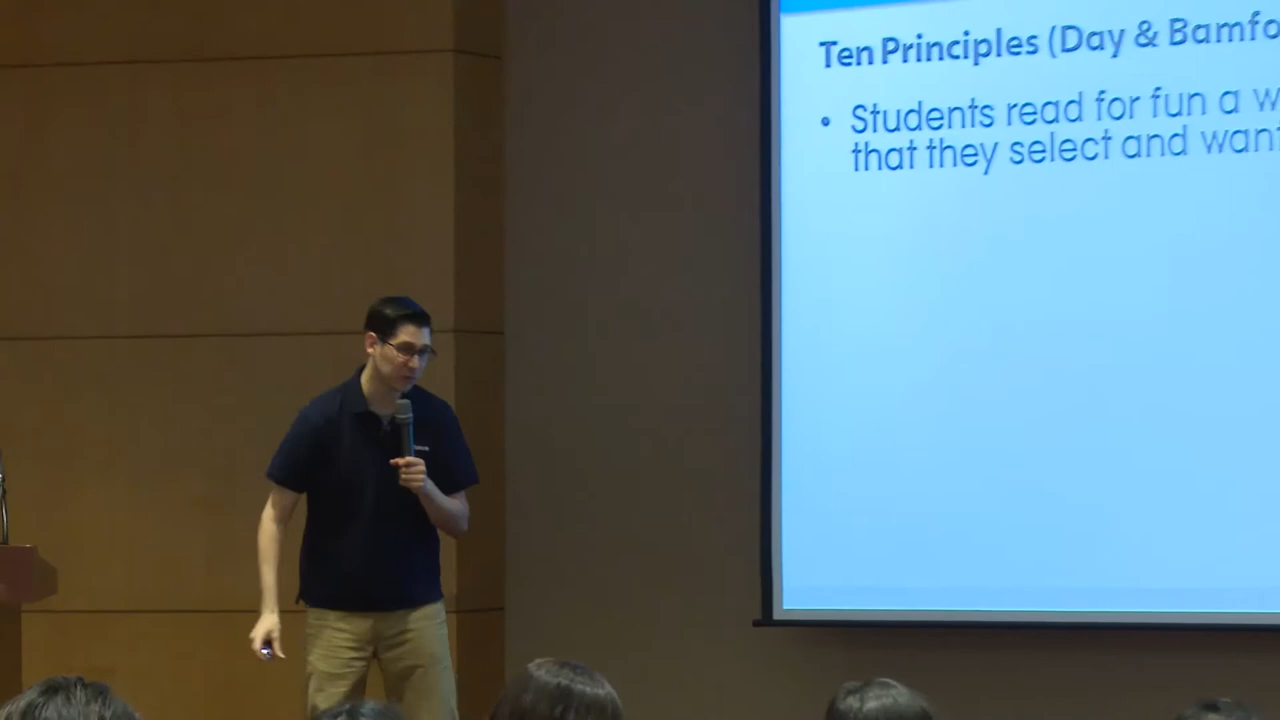 Ten Principles (Day & Bamfo
• Students read for fun a w
that they select and want